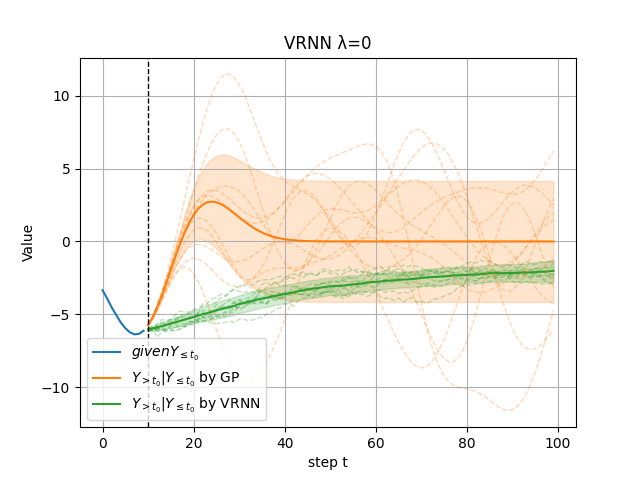 VRNN λ=0
Value
10
5
0
−5
−10
givenY≤t₀
Y>t₀|Y≤t₀ by GP
Y>t₀|Y≤t₀ by VRNN
0 20 40 60 80 100
step t